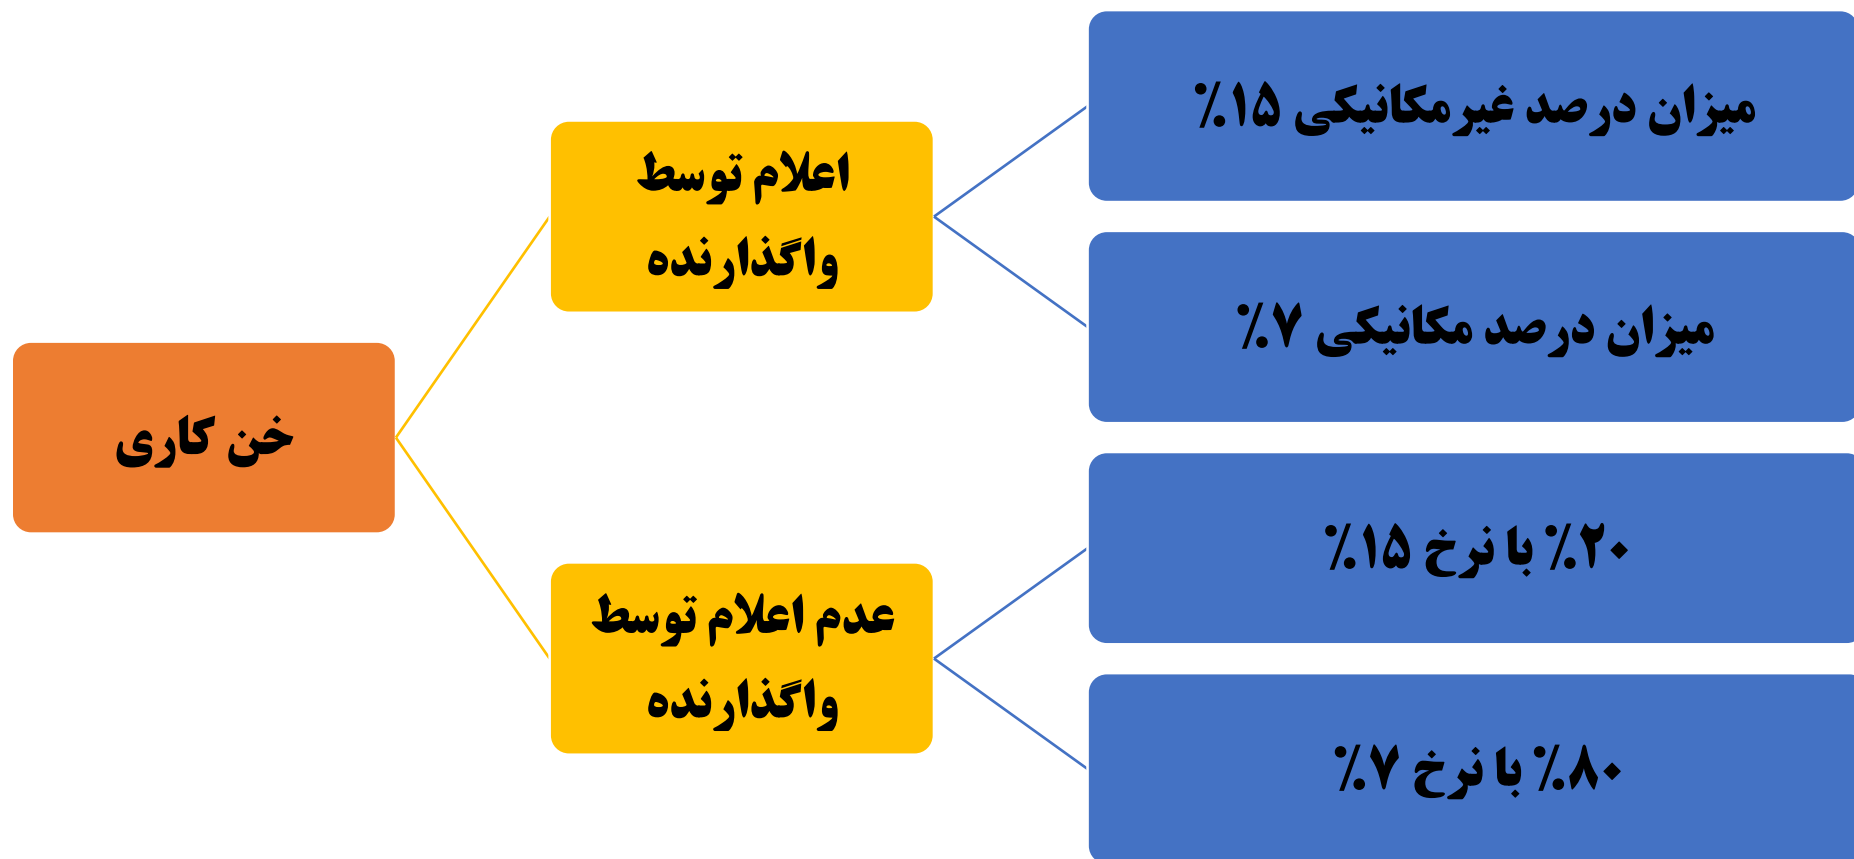 خن کاری
اعلام توسط
واگذارنده
میزان درصد غیرمکانیکی ۱۵٪
میزان درصد مکانیکی ۷٪
عدم اعلام توسط
واگذارنده
۲۰٪ با نرخ ۱۵٪
۸۰٪ با نرخ ۷٪